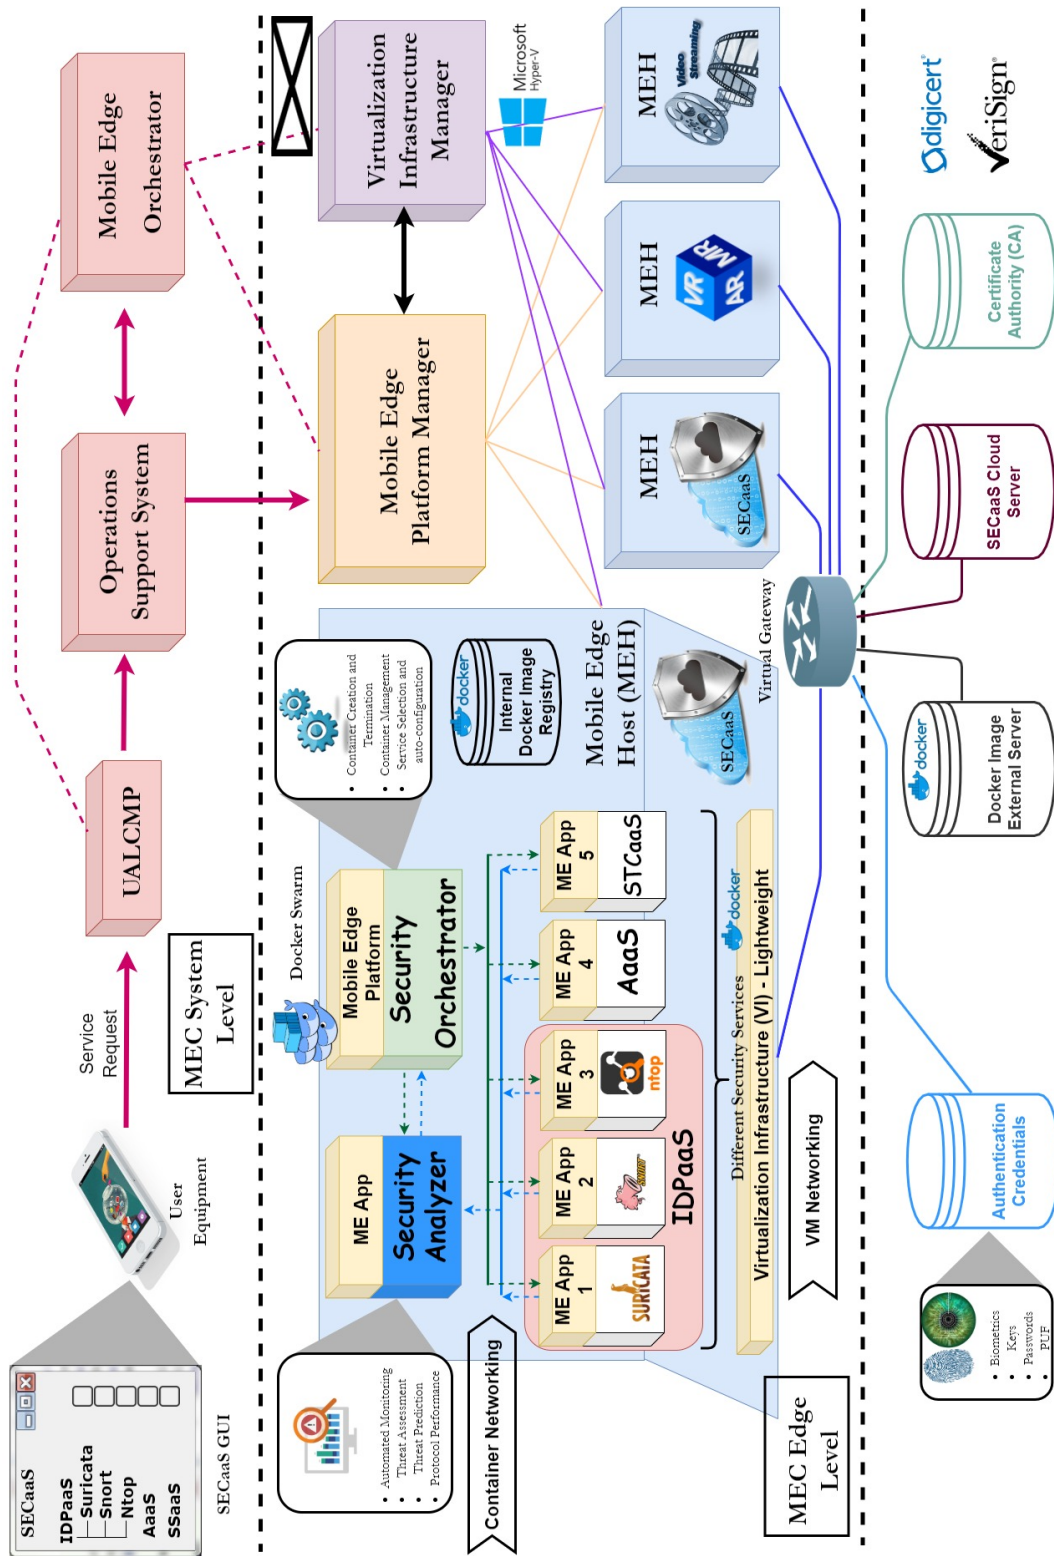 SECaaS
IDPaaS
Suricata
Snort
Ntop
AaaS
SSaaS
SECaaS GUI
User
Equipment
Service
Request
UALCMP
Operations
Support System
Mobile Edge
Orchestrator
MEC System
Level
Automated Monitoring
Threat Assessment
Threat Prediction
Protocol Performance
ME App
Security
Analyzer
Docker Swarm
Mobile Edge
Platform
Security
Orchestrator
Container Creation and
Termination
Container Management
Service Selection and
auto-configuration
docker
Internal
Docker Image
Registry
Mobile Edge
Platform Manager
Virtualization
Infrastructure
Manager
Microsoft
Hyper-V
Container Networking
ME App
1
SURICATA
ME App
2
SNORT
ME App
3
ntop
IDPaaS
ME App
4
AaaS
ME App
5
STCaaS
Mobile Edge
Host (MEH)
SECaaS
MEH
SECaaS
MEH
VR
AR
MR
MEH
Video
Streaming
Different Security Services
docker
Virtualization Infrastructure (VI) - Lightweight
VM Networking
Virtual Gateway
MEC Edge
Level
Biometrics
Keys
Passwords
PUF
Authentication
Credentials
docker
Docker Image
External Server
SECaaS Cloud
Server
Certificate
Authority (CA)
digicert®
VeriSign®